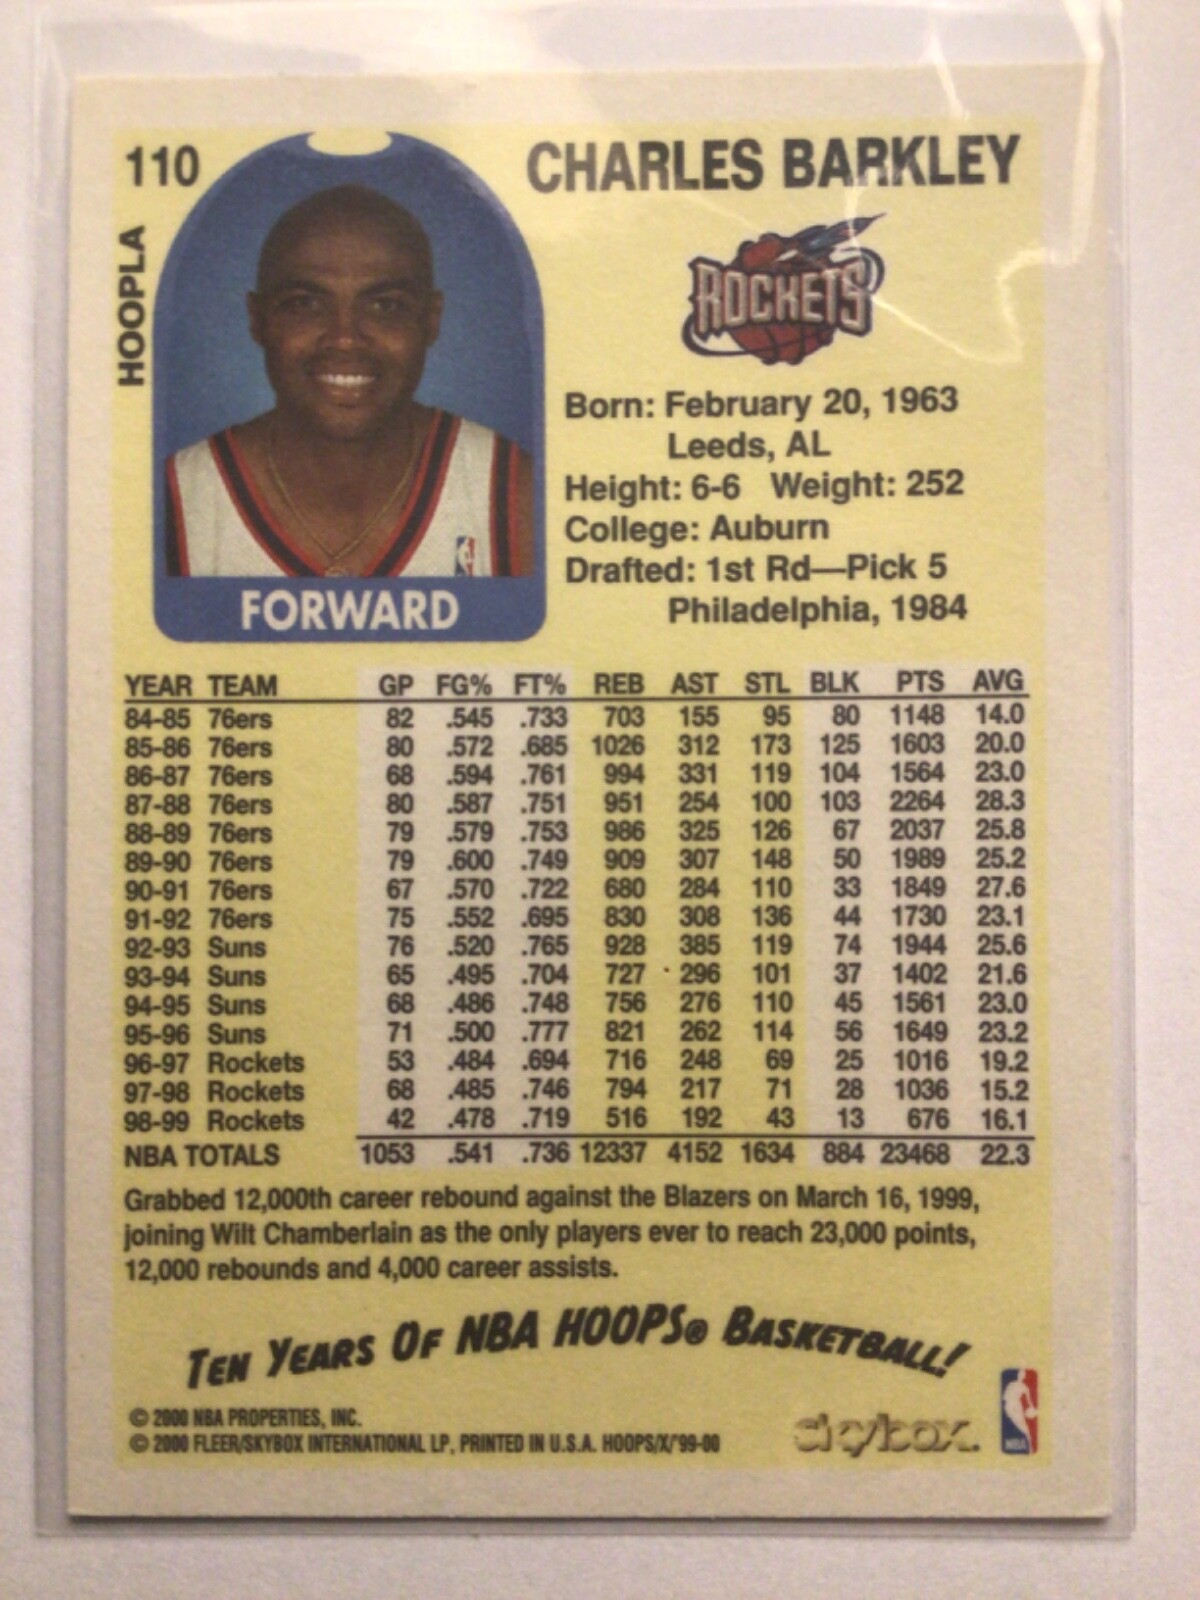 110
CHARLES BARKLEY
HOOPLA
ROCKETS
Born: February 20, 1963
Leeds, AL
Height: 6-6 Weight: 252
College: Auburn
Drafted: 1st Rd—Pick 5
Philadelphia, 1984
FORWARD
YEAR TEAM GP FG% FT% REB AST STL BLK PTS AVG
84-85 76ers 82 .545 .733 703 155 95 80 1148 14.0
85-86 76ers 80 .572 .685 1026 312 173 125 1603 20.0
86-87 76ers 68 .594 .761 994 331 119 104 1564 23.0
87-88 76ers 80 .587 .751 951 254 100 103 2264 28.3
88-89 76ers 79 .579 .753 986 325 126 67 2037 25.8
89-90 76ers 79 .600 .749 909 307 148 50 1989 25.2
90-91 76ers 67 .570 .722 680 284 110 33 1849 27.6
91-92 76ers 75 .552 .695 830 308 136 44 1730 23.1
92-93 Suns 76 .520 .765 928 385 119 74 1944 25.6
93-94 Suns 65 .495 .704 727 296 101 37 1402 21.6
94-95 Suns 68 .486 .748 756 276 110 45 1561 23.0
95-96 Suns 71 .500 .777 821 262 114 56 1649 23.2
96-97 Rockets 53 .484 .694 716 248 69 25 1016 19.2
97-98 Rockets 68 .485 .746 794 217 71 28 1036 15.2
98-99 Rockets 42 .478 .719 516 192 43 13 676 16.1
NBA TOTALS 1053 .541 .736 12337 4152 1634 884 23468 22.3
Grabbed 12,000th career rebound against the Blazers on March 16, 1999,
joining Wilt Chamberlain as the only players ever to reach 23,000 points,
12,000 rebounds and 4,000 career assists.
TEN YEARS OF NBA HOOPS® BASKETBALL!
© 2000 NBA PROPERTIES, INC.
© 2000 FLEER/SKYBOX INTERNATIONAL LP, PRINTED IN U.S.A. HOOPS/X/'99-00
skybox.
NBA